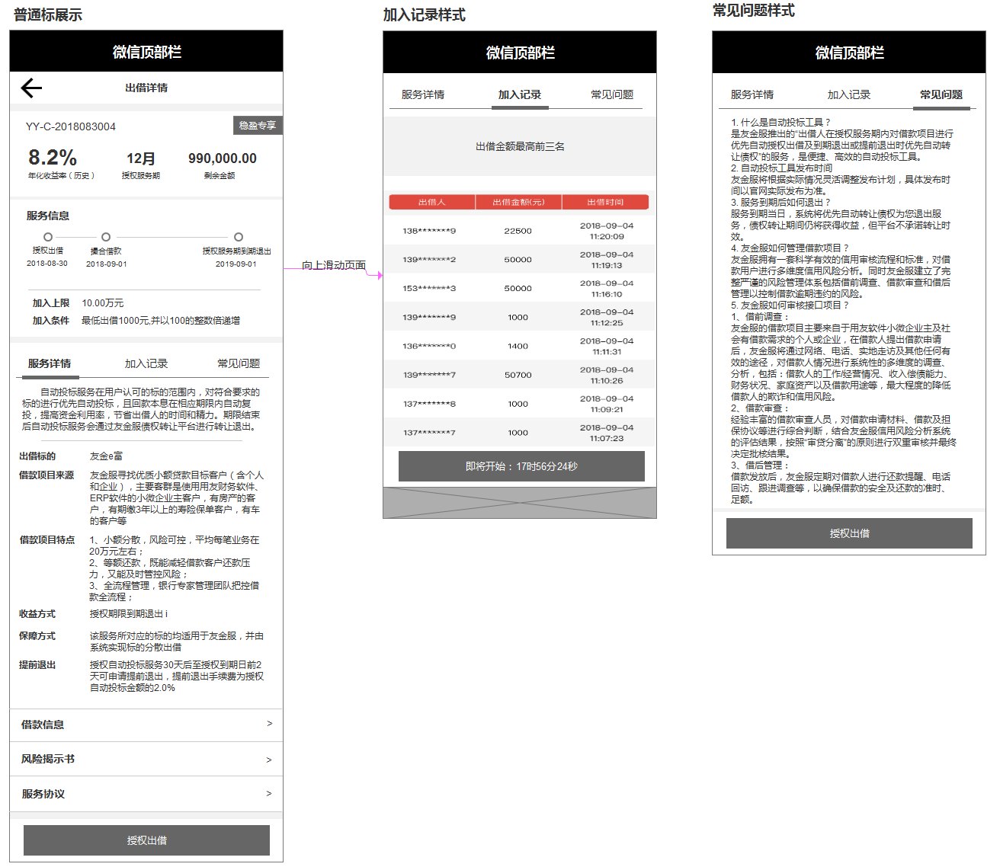 普通标展示
微信顶部栏
出借详情
YY-C-2018083004
稳盈专享
8.2%
12月
990,000.00
年化收益率（历史）
授权服务期
剩余金额
服务信息
授权出借
撮合借款
授权服务期到期退出
2018-08-30
2018-09-01
2019-09-01
加入上限
10.00万元
加入条件
最低出借1000元,并以100的整数倍递增
服务详情
加入记录
常见问题
自动投标服务在用户认可的标的范围内，对符合要求的
标的进行优先自动投标，且回款本息在相应期限内自动复
投，提高资金利用率，节省出借人的时间和精力。期限结束
后自动投标服务会通过友金服债权转让平台进行转让退出。
出借标的
友金e富
借款项目来源
友金服寻找优质小额贷款目标客户（含个人
和企业），主要客群是使用用友财务软件、
ERP软件的小微企业主客户，有房产的客
户，有期缴3年以上的寿险保单客户，有车
的客户等
借款项目特点
1、小额分散，风险可控，平均每笔业务在
20万元左右；
2、等额还款，既能减轻借款客户还款压
力，又能及时管控风险；
3、全流程管理，银行专家管理团队把控借
款全流程；
收益方式
授权期限到期退出 i
保障方式
该服务所对应的标的均适用于友金服，并由
系统实现标的分散出借
提前退出
授权自动投标服务30天后至授权到期日前2
天可申请提前退出，提前退出手续费为授权
自动投标金额的2.0%
借款信息
>
风险揭示书
>
服务协议
>
授权出借
向上滑动页面
加入记录样式
微信顶部栏
服务详情
加入记录
常见问题
出借金额最高前三名
出借人
出借金额(元)
出借时间
138*******9
22500
2018-09-04
11:20:09
139*******2
50000
2018-09-04
11:19:13
153*******3
50000
2018-09-04
11:16:10
139*******9
1000
2018-09-04
11:12:25
136*******0
1400
2018-09-04
11:11:31
139*******7
50700
2018-09-04
11:10:26
137*******8
1000
2018-09-04
11:09:21
137*******7
1000
2018-09-04
11:07:23
即将开始：17时56分24秒
常见问题样式
微信顶部栏
服务详情
加入记录
常见问题
1. 什么是自动投标工具？
是友金服推出的“出借人在授权服务期内对借款项目进行
优先自动授权出借及到期退出或提前退出时优先自动转
让债权”的服务，是便捷、高效的自动投标工具。
2. 自动投标工具发布时间
友金服将根据实际情况灵活调整发布计划，具体发布时
间以官网实际发布为准。
3. 服务到期后如何退出？
服务到期当日，系统将优先自动转让债权为您退出服
务，债权转让期间仍将获得收益，但平台不承诺转让时
效。
4. 友金服如何管理借款项目？
友金服拥有一套科学有效的信用审核流程和标准，对借
款用户进行多维度信用风险分析。同时友金服建立了完
整严谨的风险管理体系包括借前调查、借款审查和借后
管理以控制借款逾期违约的风险。
5. 友金服如何审核接口项目？
1、借前调查：
友金服的借款项目主要来自于用友软件小微企业主及社
会有借款需求的个人或企业，在借款人提出借款申请
后，友金服将通过网络、电话、实地走访及其他任何有
效的途径，对借款人情况进行系统性的多维度的调查、
分析，包括：借款人的工作/经营情况、收入偿债能力、
财务状况、家庭资产以及借款用途等，最大程度的降低
借款人的欺诈和信用风险。
2、借款审查：
经验丰富的借款审查人员，对借款申请材料、借款及担
保协议等进行综合判断，结合友金服信用风险分析系统
的评估结果，按照“审贷分离”的原则进行双重审核并最终
决定批核结果。
3、借后管理：
借款发放后，友金服定期对借款人进行还款提醒、电话
回访、跟进调查等，以确保借款的安全及还款的准时、
足额。
授权出借